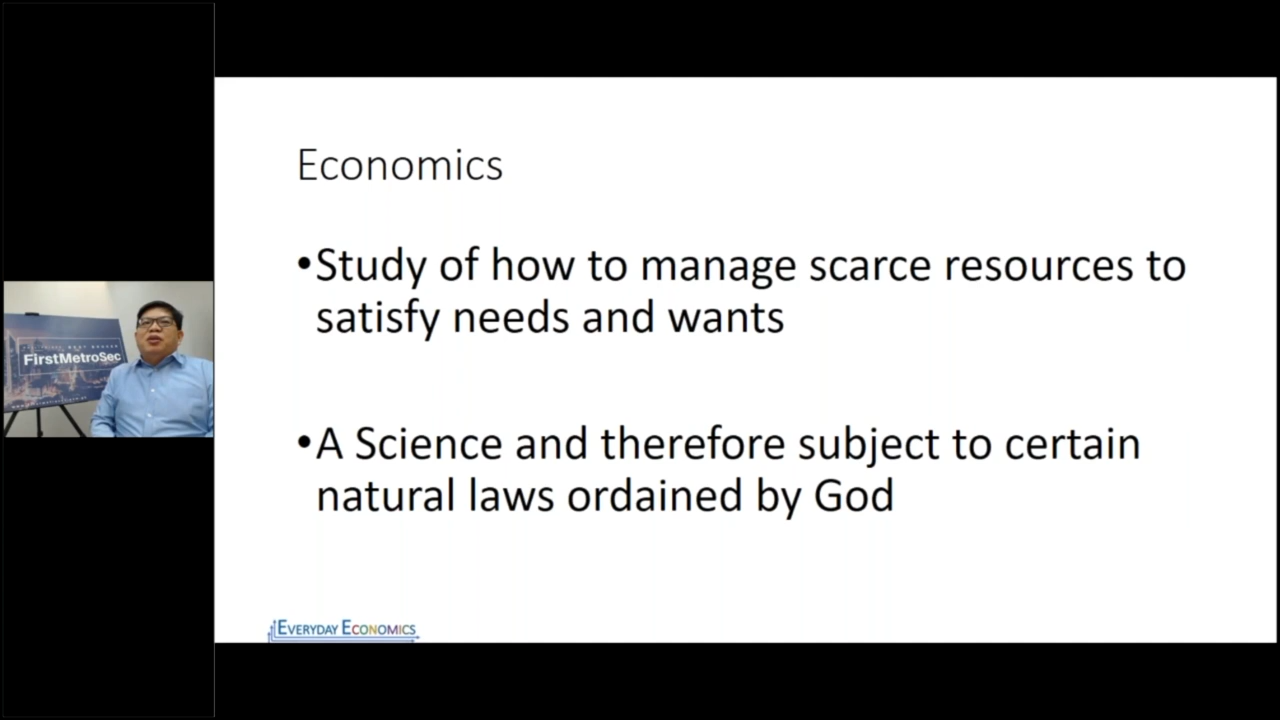 FirstMetroSec
Economics
•Study of how to manage scarce resources to
satisfy needs and wants
•A Science and therefore subject to certain
natural laws ordained by God
EVERYDAY ECONOMICS